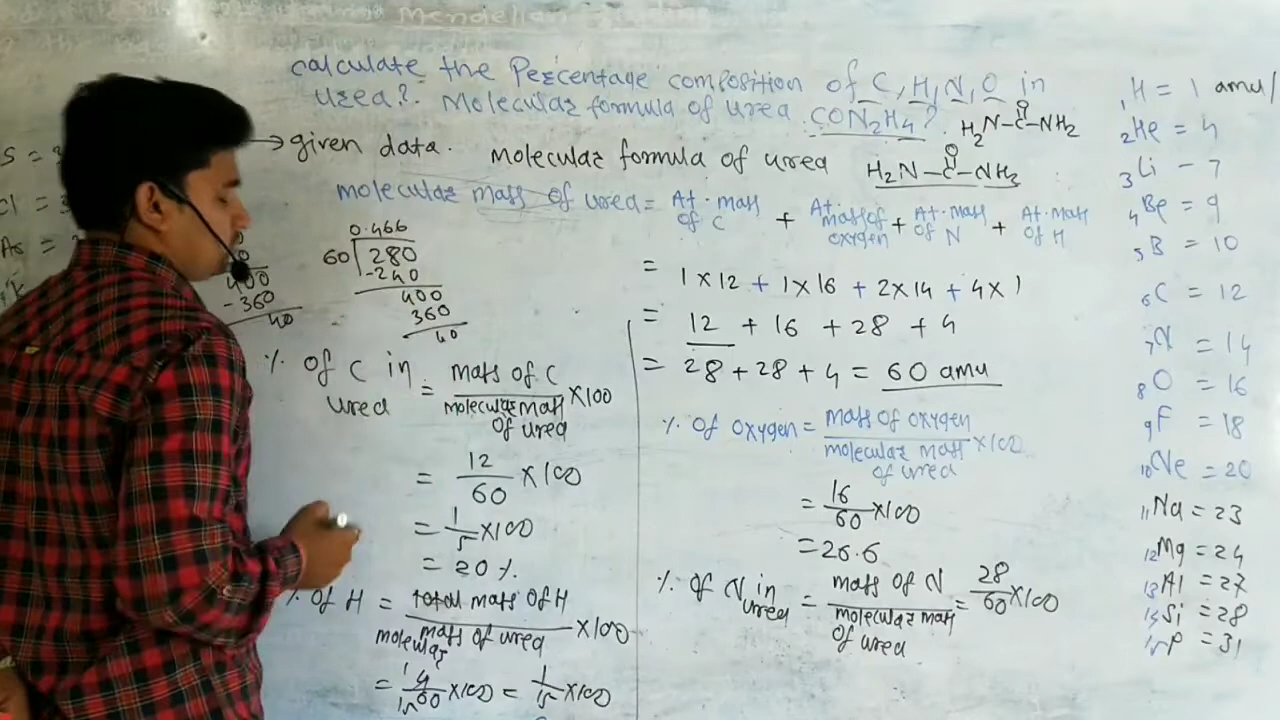 Mendelian
calculate the Percentage composition of C, H, N, O in
urea?. Molecular formula of urea CON₂H₄?
O
H₂N-C-NH₂
→ given data. Molecular formula of urea
O
H₂N-C-NH₂
molecular mass of urea = At. mass of C + At. mass of oxygen + At. mass of N + At. mass of H
= 1×12 + 1×16 + 2×14 + 4×1
= 12 + 16 + 28 + 4
= 28 + 28 + 4 = 60 amu
0.466
60 280
-240
400
360
40
400
-360
40
% of C in urea = mass of C / molecular mass of urea ×100
= 12/60 ×100
= 1/5 ×100
= 20 %.
% of H = total mass of H / molecular mass of urea ×100
= 4/60 ×100 = 1/15 ×100
% of oxygen = mass of oxygen / molecular mass of urea ×100
= 16/60 ×100
= 26.6
% of N in urea = mass of N / molecular mass of urea = 28/60 ×100
₁H = 1 amu/
₂He = 4
₃Li - 7
₄Be = 9
₅B = 10
₆C = 12
₇N = 14
₈O = 16
₉F = 18
₁₀Ne = 20
₁₁Na = 23
₁₂Mg = 24
₁₃Al = 27
Si = 28
₁₅P = 31
S =
Cl =
Ar =
K